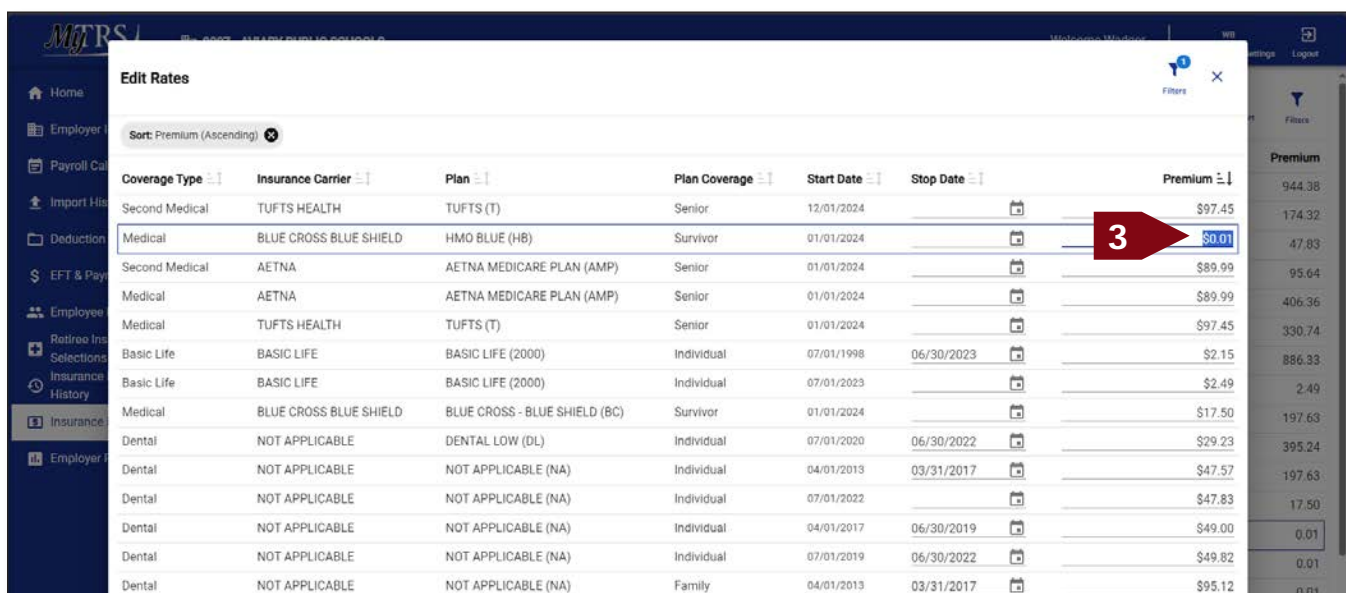 MyTRS
Welcome Wadner
WB
Settings
Logout
Home
Employer
Payroll Cal
Import His
Deduction
EFT & Payr
Employee
Retiree Ins
Selections
Insurance
History
Insurance
Employer
Edit Rates
1
Filters
Filters
Sort: Premium (Ascending)
Coverage Type Insurance Carrier Plan Plan Coverage Start Date Stop Date Premium
Second Medical TUFTS HEALTH TUFTS (T) Senior 12/01/2024 $97.45
Medical BLUE CROSS BLUE SHIELD HMO BLUE (HB) Survivor 01/01/2024 3 $0.01
Second Medical AETNA AETNA MEDICARE PLAN (AMP) Senior 01/01/2024 $89.99
Medical AETNA AETNA MEDICARE PLAN (AMP) Senior 01/01/2024 $89.99
Medical TUFTS HEALTH TUFTS (T) Senior 01/01/2024 $97.45
Basic Life BASIC LIFE BASIC LIFE (2000) Individual 07/01/1998 06/30/2023 $2.15
Basic Life BASIC LIFE BASIC LIFE (2000) Individual 07/01/2023 $2.49
Medical BLUE CROSS BLUE SHIELD BLUE CROSS - BLUE SHIELD (BC) Survivor 01/01/2024 $17.50
Dental NOT APPLICABLE DENTAL LOW (DL) Individual 07/01/2020 06/30/2022 $29.23
Dental NOT APPLICABLE NOT APPLICABLE (NA) Individual 04/01/2013 03/31/2017 $47.57
Dental NOT APPLICABLE NOT APPLICABLE (NA) Individual 07/01/2022 $47.83
Dental NOT APPLICABLE NOT APPLICABLE (NA) Individual 04/01/2017 06/30/2019 $49.00
Dental NOT APPLICABLE NOT APPLICABLE (NA) Individual 07/01/2019 06/30/2022 $49.82
Dental NOT APPLICABLE NOT APPLICABLE (NA) Family 04/01/2013 03/31/2017 $95.12
Premium
944.38
174.32
47.83
95.64
406.36
330.74
886.33
2.49
197.63
395.24
197.63
17.50
0.01
0.01
0.01